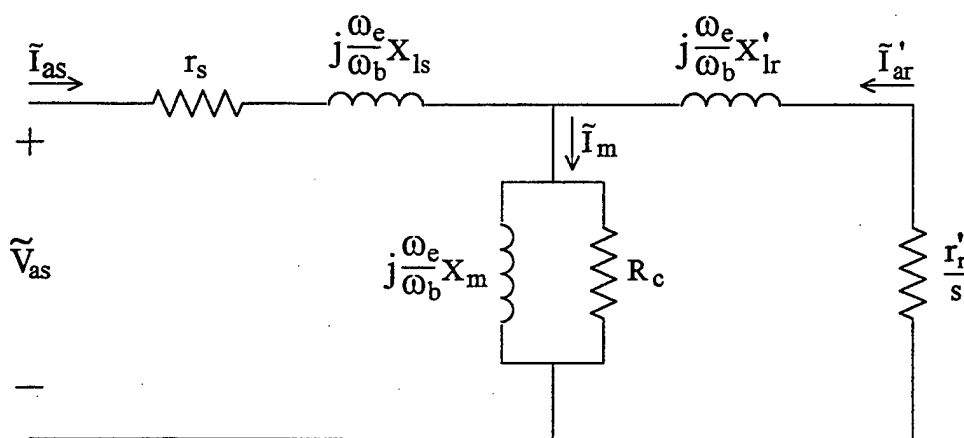 Ĩas
rs
j ωe/ωb Xls
j ωe/ωb X'lr
Ĩ'ar
+
Ĩm
Ṽas
j ωe/ωb Xm
Rc
r'r/s
−